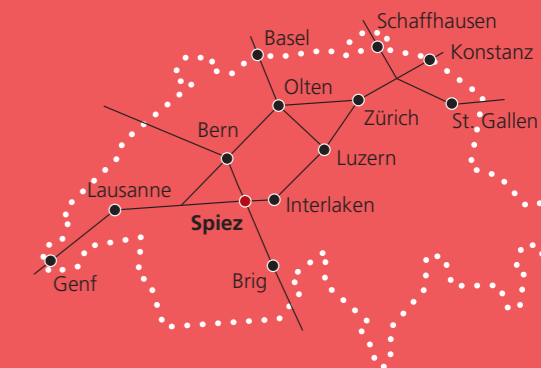 Schaffhausen
Basel
Konstanz
Olten
Zürich
St. Gallen
Bern
Luzern
Lausanne
Interlaken
Spiez
Genf
Brig